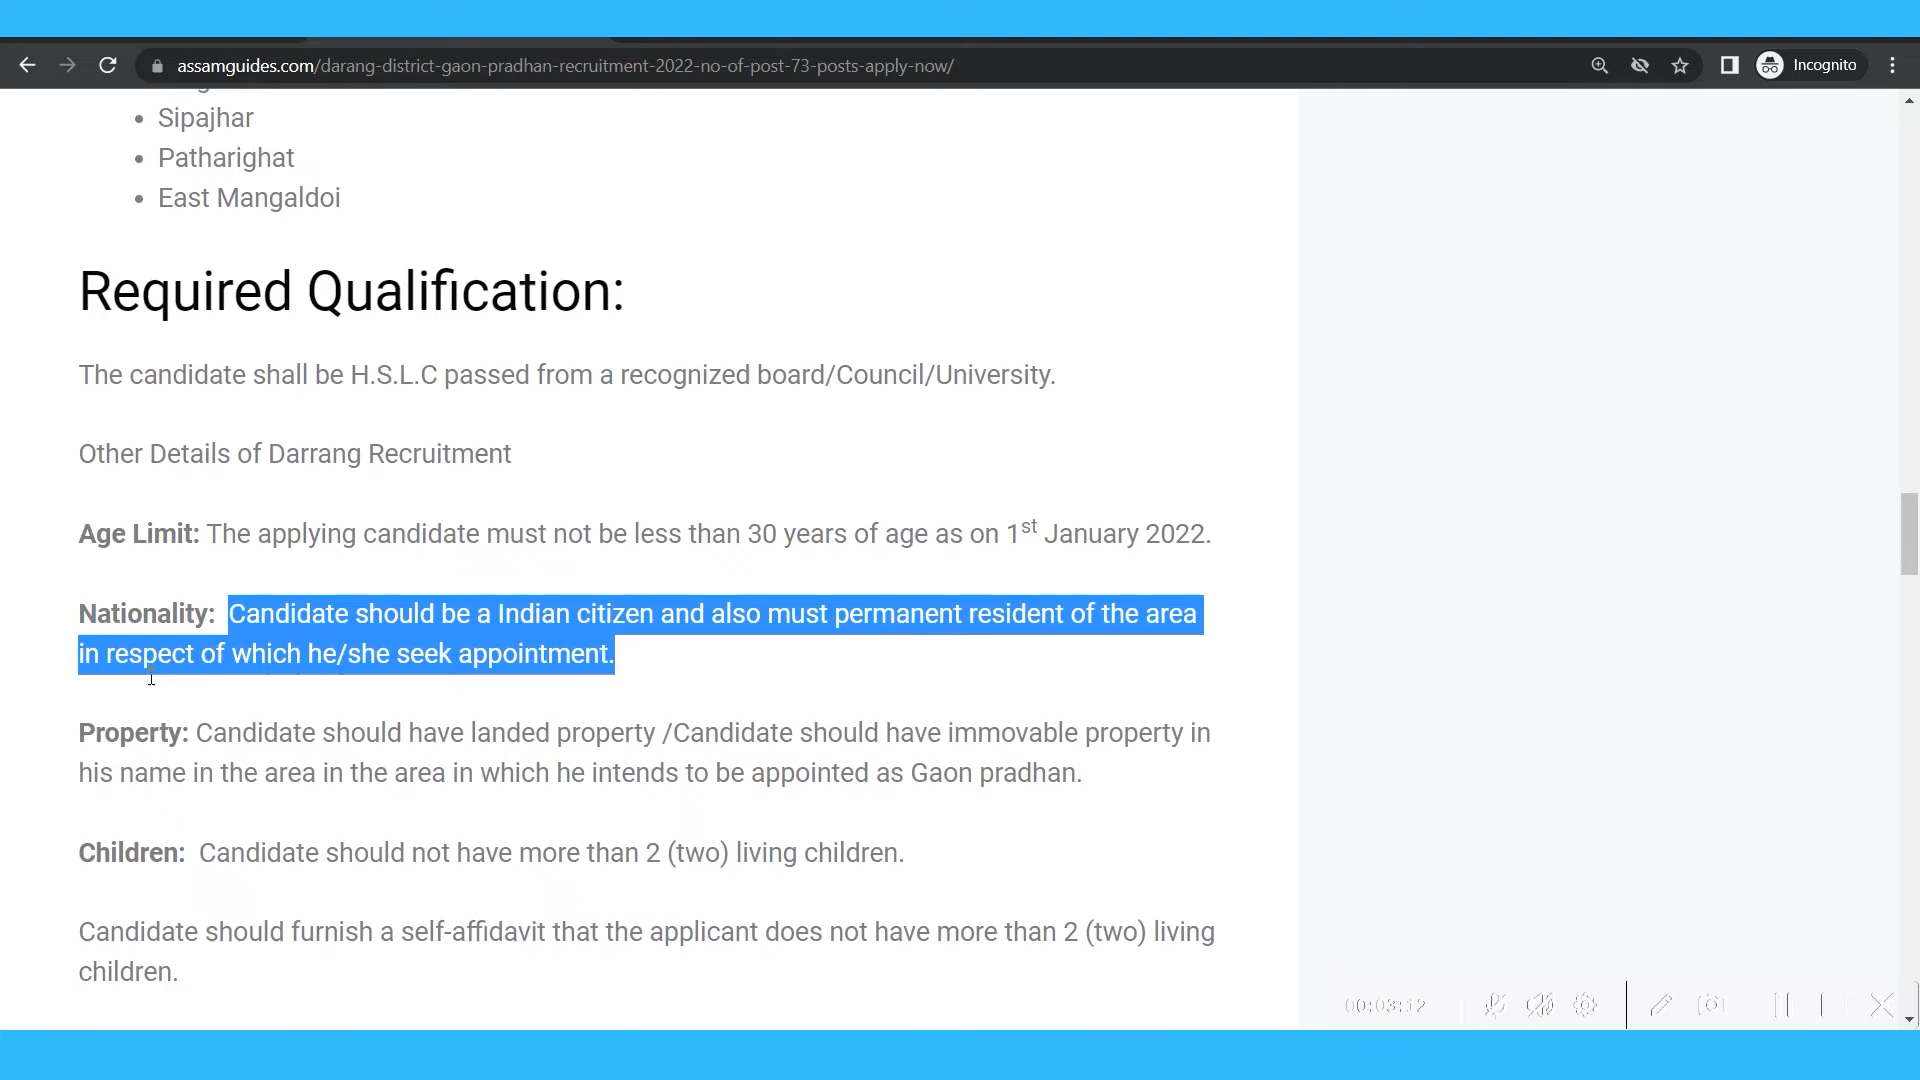 assamguides.com/darang-district-gaon-pradhan-recruitment-2022-no-of-post-73-posts-apply-now/
Incognito
Sipajhar
Patharighat
East Mangaldoi
Required Qualification:
The candidate shall be H.S.L.C passed from a recognized board/Council/University.
Other Details of Darrang Recruitment
Age Limit: The applying candidate must not be less than 30 years of age as on 1st January 2022.
Nationality: Candidate should be a Indian citizen and also must permanent resident of the area
in respect of which he/she seek appointment.
Property: Candidate should have landed property /Candidate should have immovable property in
his name in the area in the area in which he intends to be appointed as Gaon pradhan.
Children: Candidate should not have more than 2 (two) living children.
Candidate should furnish a self-affidavit that the applicant does not have more than 2 (two) living
children.
00:03:12